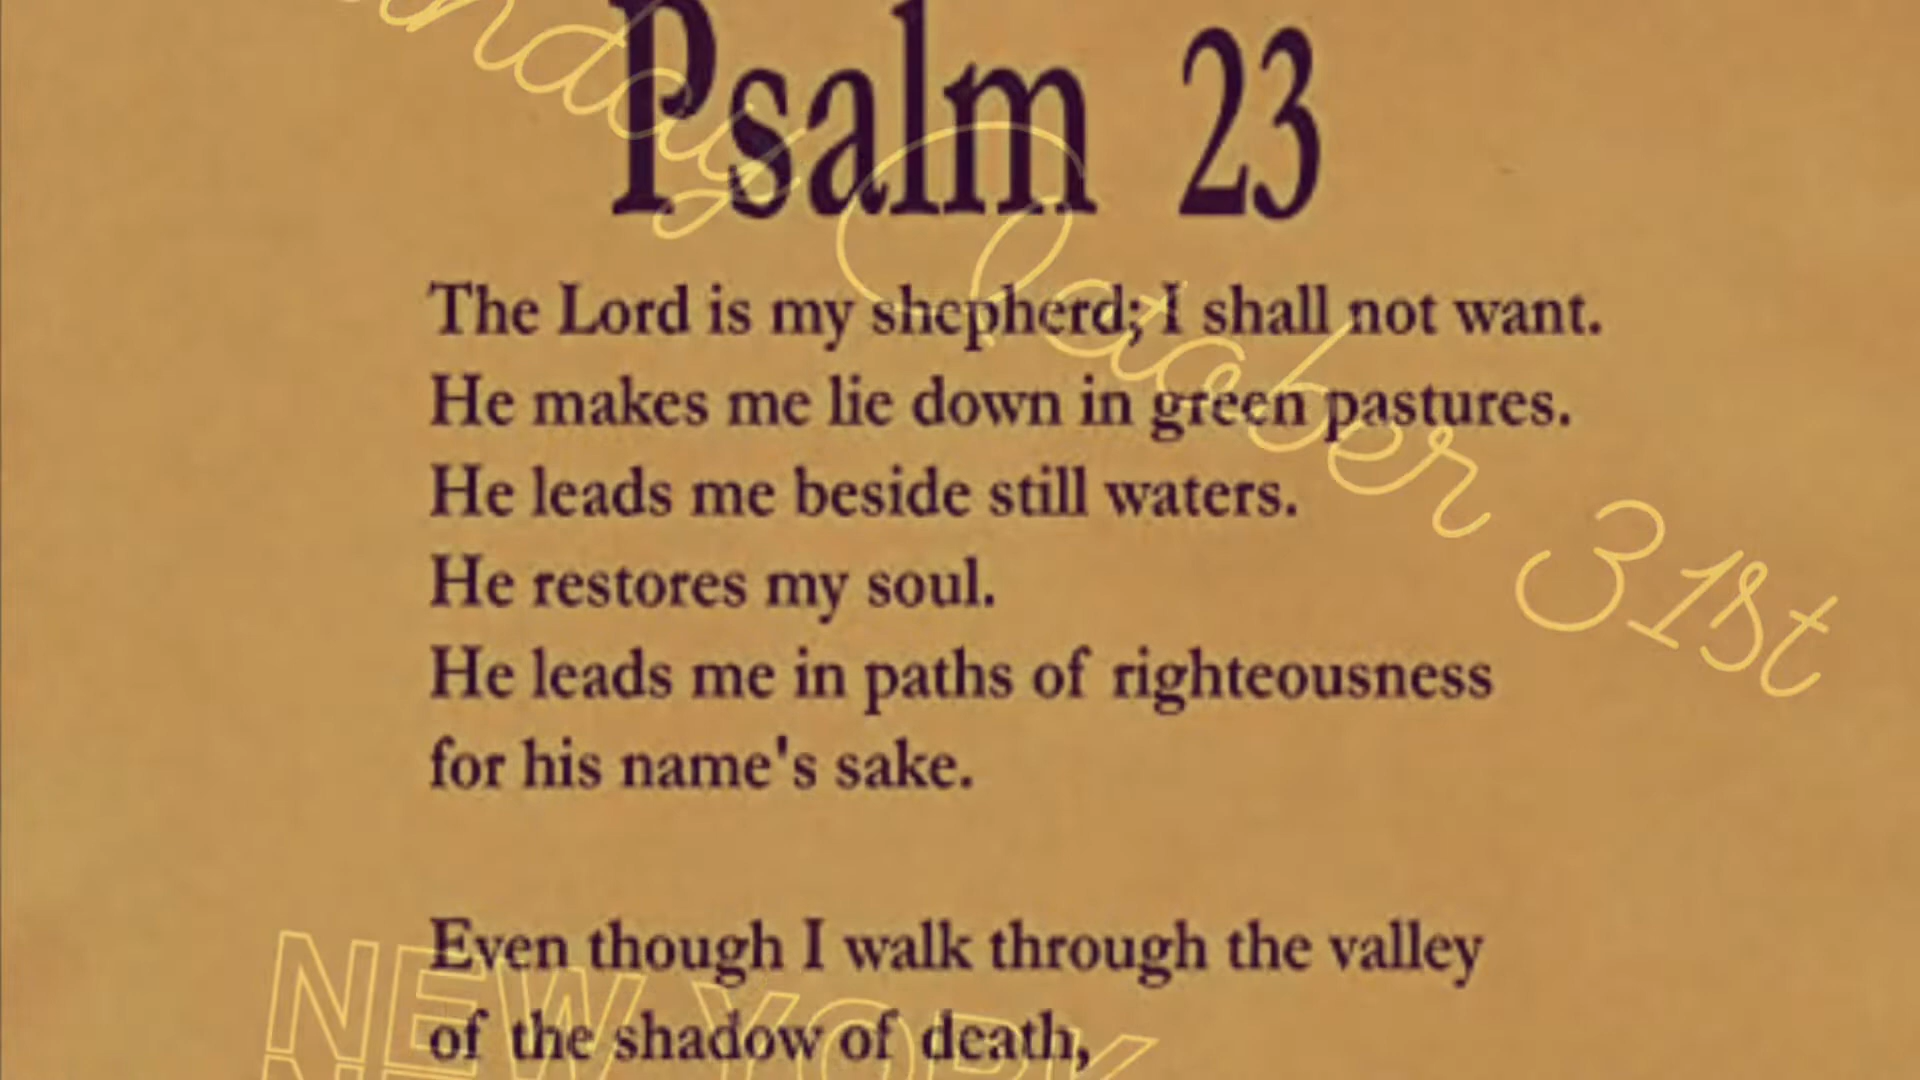 Psalm 23
The Lord is my shepherd; I shall not want.
He makes me lie down in green pastures.
He leads me beside still waters.
He restores my soul.
He leads me in paths of righteousness
for his name's sake.
Even though I walk through the valley
of the shadow of death,
October 31st
NEW YORK